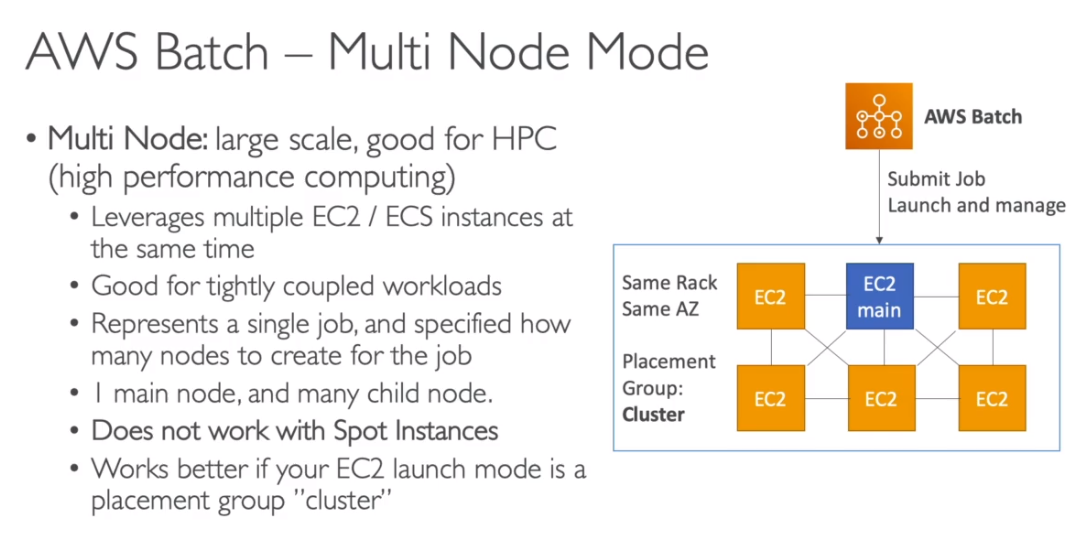 AWS Batch – Multi Node Mode
• Multi Node: large scale, good for HPC
(high performance computing)
• Leverages multiple EC2 / ECS instances at
the same time
• Good for tightly coupled workloads
• Represents a single job, and specified how
many nodes to create for the job
• 1 main node, and many child node.
• Does not work with Spot Instances
• Works better if your EC2 launch mode is a
placement group ”cluster”
AWS Batch
Submit Job
Launch and manage
Same Rack
Same AZ
Placement
Group:
Cluster
EC2
EC2
main
EC2
EC2
EC2
EC2